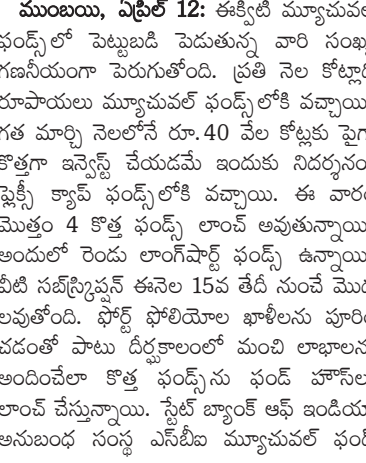 ముంబయి, ఏప్రిల్ 12: ఈక్విటీ మ్యూచువల్
ఫండ్స్‌లో పెట్టుబడి పెడుతున్న వారి సంఖ్య
గణనీయంగా పెరుగుతోంది. ప్రతి నెల కోట్లాది
రూపాయలు మ్యూచువల్ ఫండ్స్‌లోకి వచ్చాయి.
గత మార్చి నెలలోనే రూ.40 వేల కోట్లకు పైగా
కొత్తగా ఇన్వెస్ట్ చేయడమే ఇందుకు నిదర్శనం.
ఫ్లెక్సీ క్యాప్ ఫండ్స్‌లోకి వచ్చాయి. ఈ వారం
మొత్తం 4 కొత్త ఫండ్స్ లాంచ్ అవుతున్నాయి.
అందులో రెండు లాంగ్‌షార్ట్ ఫండ్స్ ఉన్నాయి.
వీటి సబ్‌స్క్రిప్షన్ ఈనెల 15వ తేదీ నుంచే మొద
లవుతోంది. ఫోర్ట్ ఫోలియోల ఖాళీలను పూరిం
చడంతో పాటు దీర్ఘకాలంలో మంచి లాభాలను
అందించేలా కొత్త ఫండ్స్‌ను ఫండ్ హౌస్‌లు
లాంచ్ చేస్తున్నాయి. స్టేట్ బ్యాంక్ ఆఫ్ ఇండియా
అనుబంధ సంస్థ ఎస్‌బీఐ మ్యూచువల్ ఫండ్